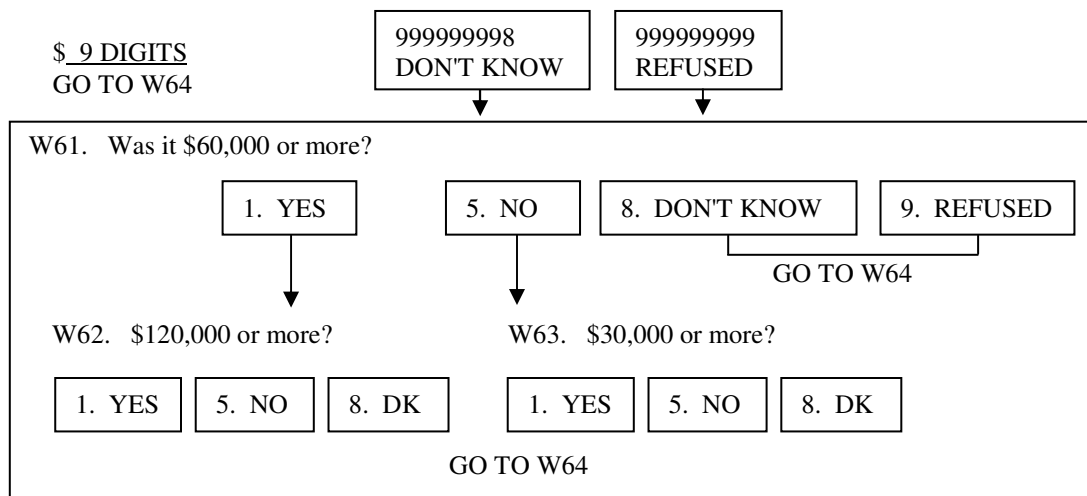 999999998 999999999
$ 9 DIGITS DON'T KNOW REFUSED
GO TO W64
W61. Was it $60,000 or more?
1. YES 5. NO 8. DON'T KNOW 9. REFUSED
GO TO W64
W62. $120,000 or more? W63. $30,000 or more?
1. YES 5. NO 8. DK 1. YES 5. NO 8. DK
GO TO W64